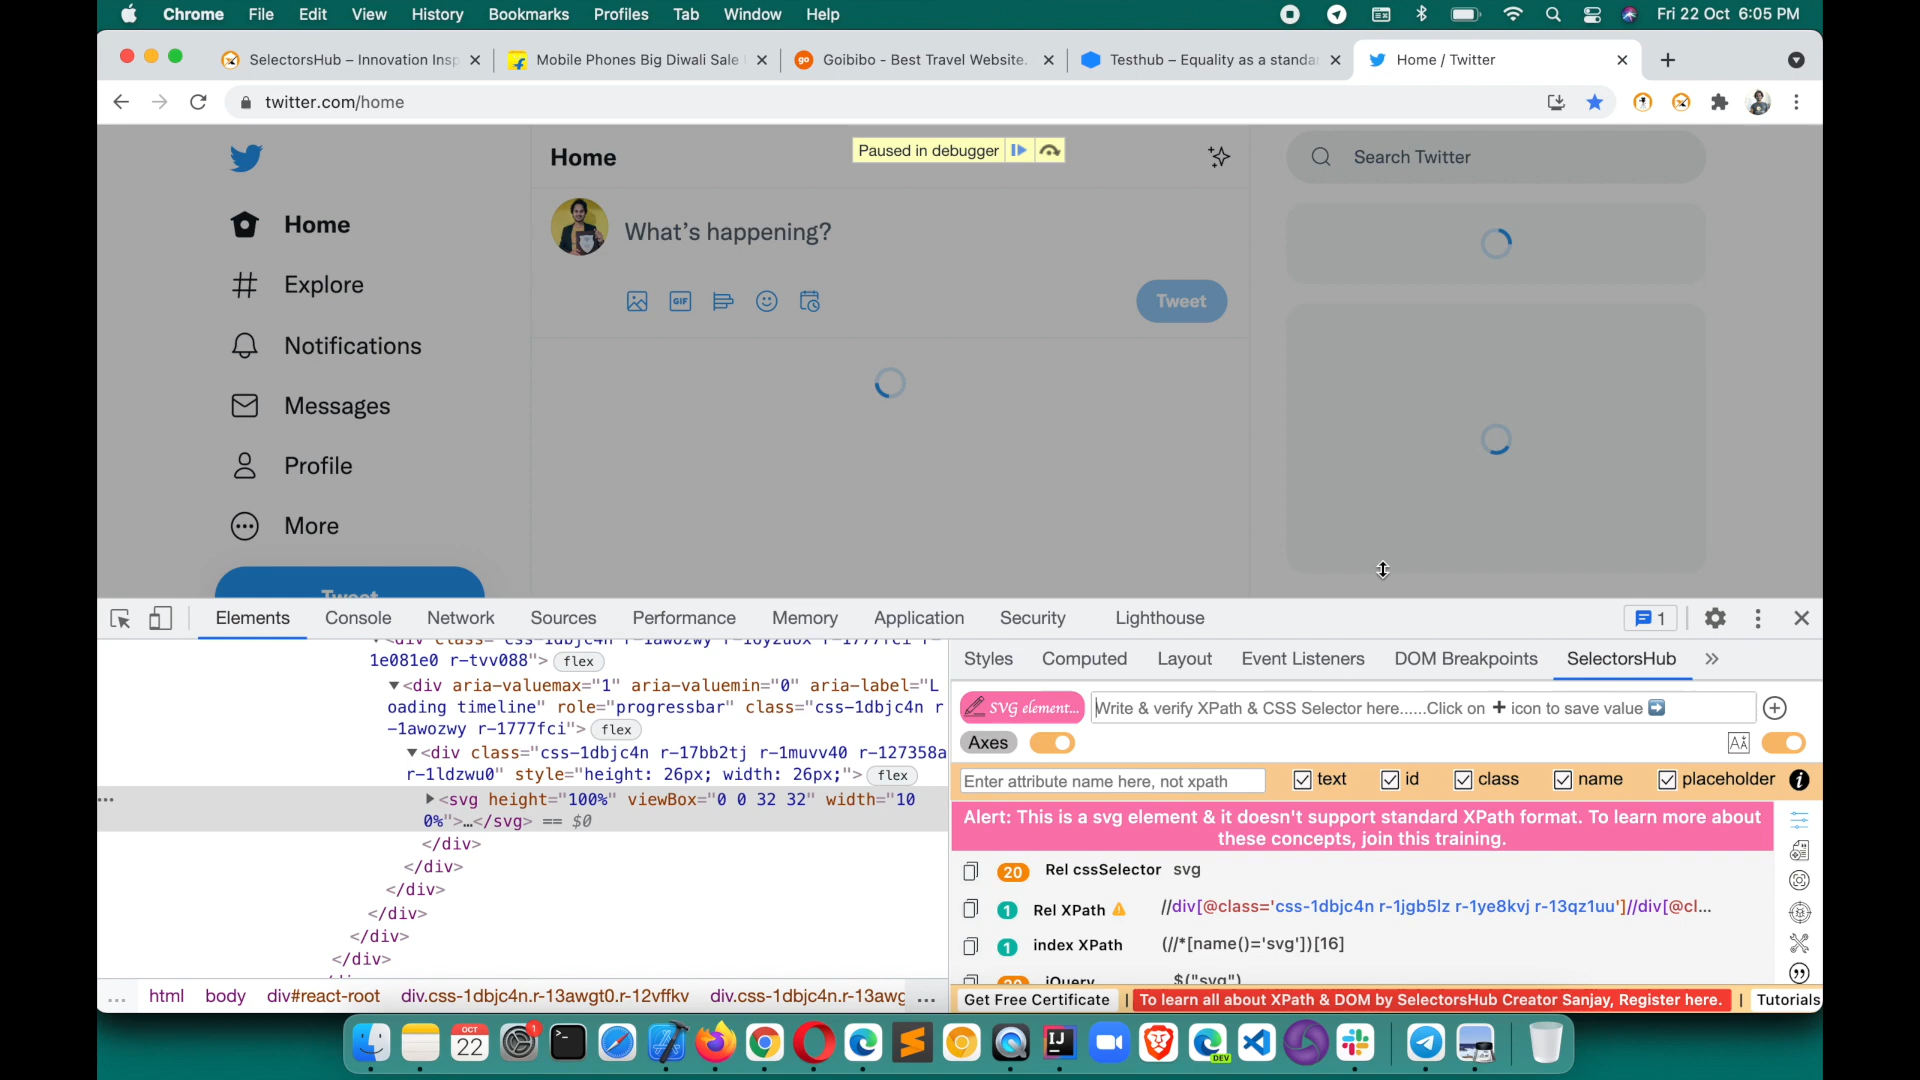 Chrome File Edit View History Bookmarks Profiles Tab Window Help Fri 22 Oct 6:05 PM
SelectorsHub – Innovation Insp Mobile Phones Big Diwali Sale go Goibibo - Best Travel Website. Testhub – Equality as a standa Home / Twitter
twitter.com/home
Paused in debugger
Home
Search Twitter
Home
What's happening?
Explore
GIF
Tweet
Notifications
Messages
Profile
More
Tweet
Elements Console Network Sources Performance Memory Application Security Lighthouse 1
1e081e0 r-tvv088"> flex
▼<div aria-valuemax="1" aria-valuemin="0" aria-label="L
oading timeline" role="progressbar" class="css-1dbjc4n r
-1awozwy r-1777fci"> flex
▼<div class="css-1dbjc4n r-17bb2tj r-1muvv40 r-127358a
r-1ldzwu0" style="height: 26px; width: 26px;"> flex
... ▶<svg height="100%" viewBox="0 0 32 32" width="10
0%">…</svg> == $0
</div>
</div>
</div>
</div>
</div>
</div>
... html body div#react-root div.css-1dbjc4n.r-13awgt0.r-12vffkv div.css-1dbjc4n.r-13awg ...
Styles Computed Layout Event Listeners DOM Breakpoints SelectorsHub »
SVG element... Write & verify XPath & CSS Selector here......Click on + icon to save value
Axes
Enter attribute name here, not xpath text id class name placeholder
Alert: This is a svg element & it doesn't support standard XPath format. To learn more about
these concepts, join this training.
20 Rel cssSelector svg
1 Rel XPath //div[@class='css-1dbjc4n r-1jgb5lz r-1ye8kvj r-13qz1uu']//div[@cl...
1 index XPath (//*[name()='svg'])[16]
jQuery $("svg")
Get Free Certificate | To learn all about XPath & DOM by SelectorsHub Creator Sanjay, Register here. | Tutorials
OCT
22
1
IJ
DEV